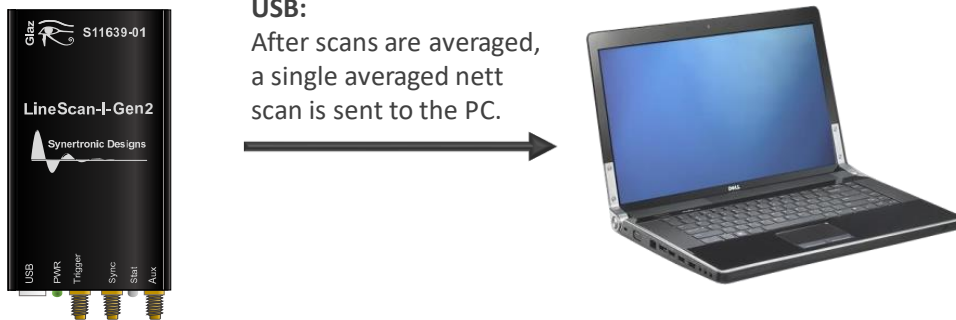 Glaz
S11639-01
LineScan-I-Gen2
Synertronic Designs
USB
PWR
Trigger
Sync
Stat
Aux
USB:
After scans are averaged,
a single averaged nett
scan is sent to the PC.
DELL